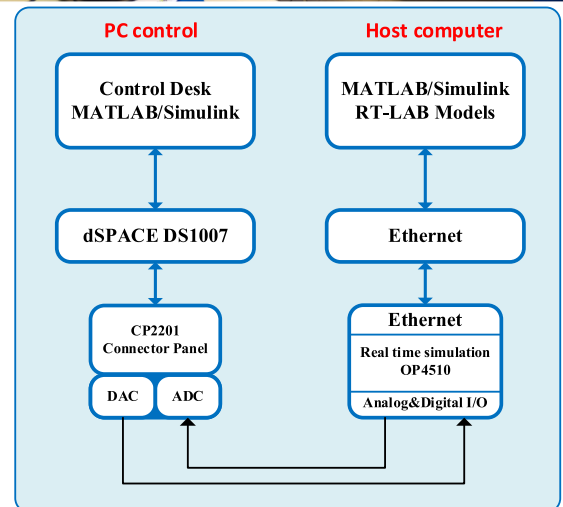 PC control
Control Desk
MATLAB/Simulink
dSPACE DS1007
CP2201
Connector Panel
DAC
ADC
Host computer
MATLAB/Simulink
RT-LAB Models
Ethernet
Ethernet
Real time simulation
OP4510
Analog&Digital I/O